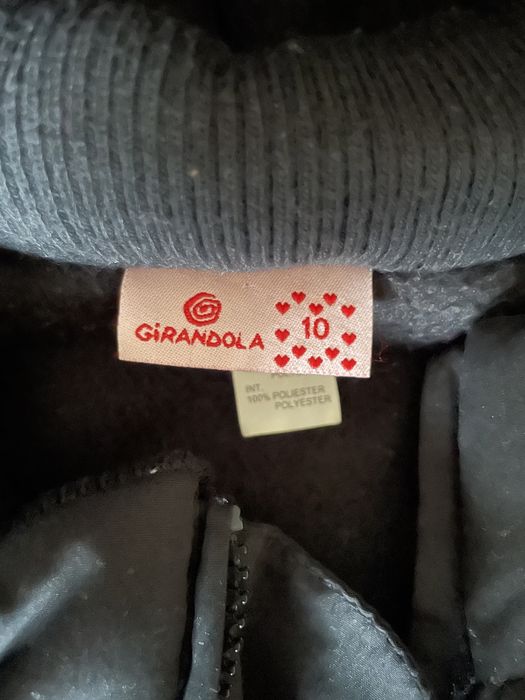 GiRANDOLA
10
INT.
100% POLIESTER
POLYESTER